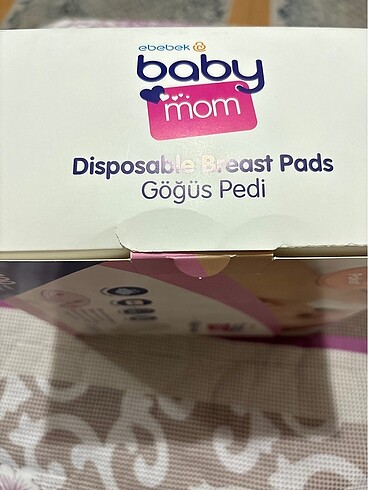 ebebek
baby
mom
Disposable Breast Pads
Göğüs Pedi